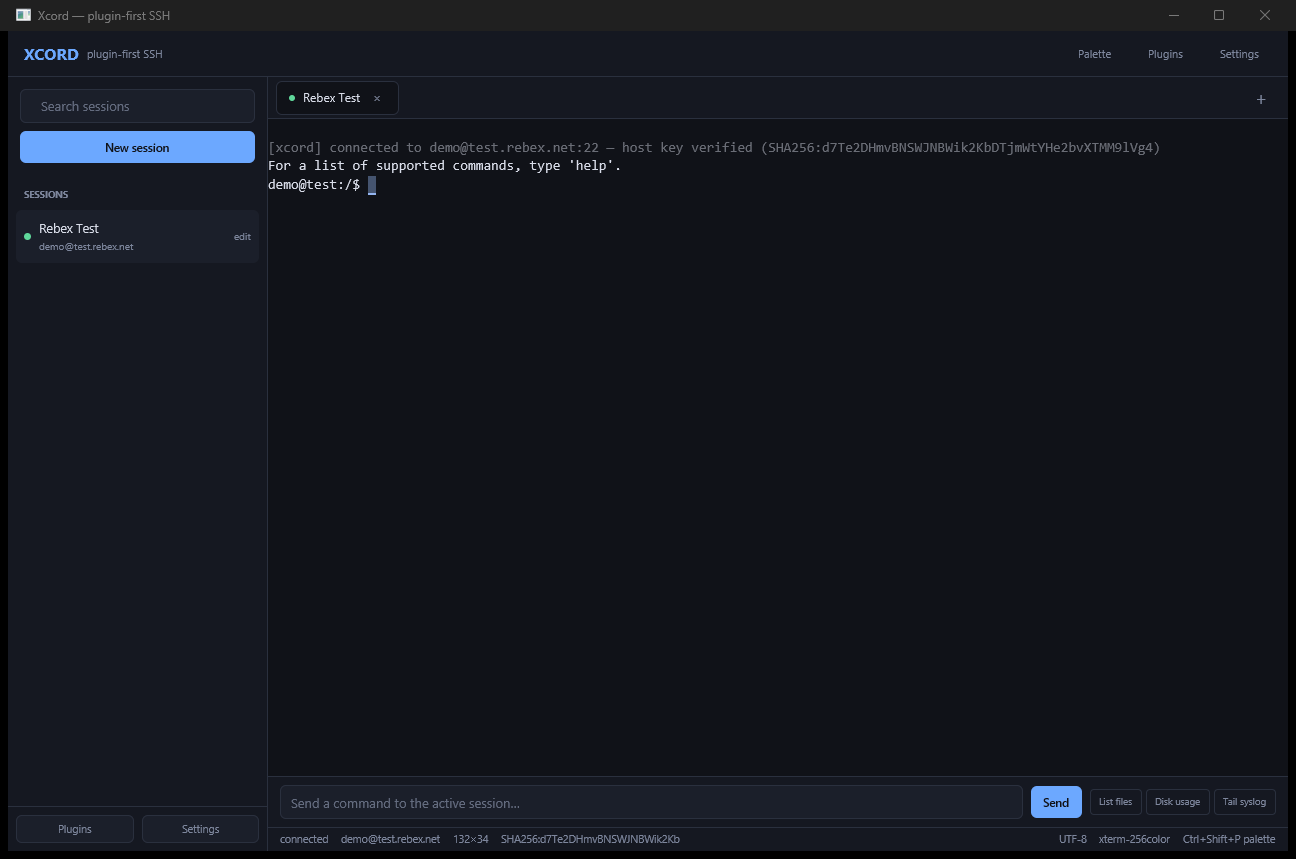 Xcord — plugin-first SSH
XCORD plugin-first SSH
Palette Plugins Settings
Search sessions
New session
SESSIONS
Rebex Test
demo@test.rebex.net
edit
Plugins Settings
Rebex Test ×
+
[xcord] connected to demo@test.rebex.net:22 — host key verified (SHA256:d7Te2DHmvBNSWJNBWik2KbDTjmWtYHe2bvXTMM9lVg4)
For a list of supported commands, type 'help'.
demo@test:/$
Send a command to the active session...
Send List files Disk usage Tail syslog
connected demo@test.rebex.net 132×34 SHA256:d7Te2DHmvBNSWJNBWik2Kb
UTF-8 xterm-256color Ctrl+Shift+P palette